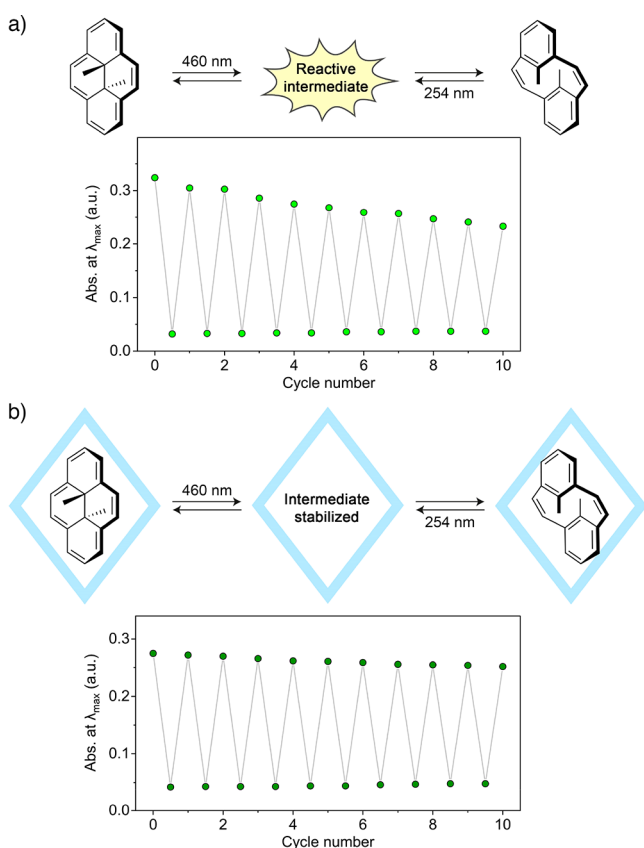 a)
460 nm
Reactive
intermediate
254 nm
0.3
0.2
0.1
0.0
Abs. at λmax (a.u.)
0 2 4 6 8 10
Cycle number
b)
460 nm
Intermediate
stabilized
254 nm
0.3
0.2
0.1
0.0
Abs. at λmax (a.u.)
0 2 4 6 8 10
Cycle number